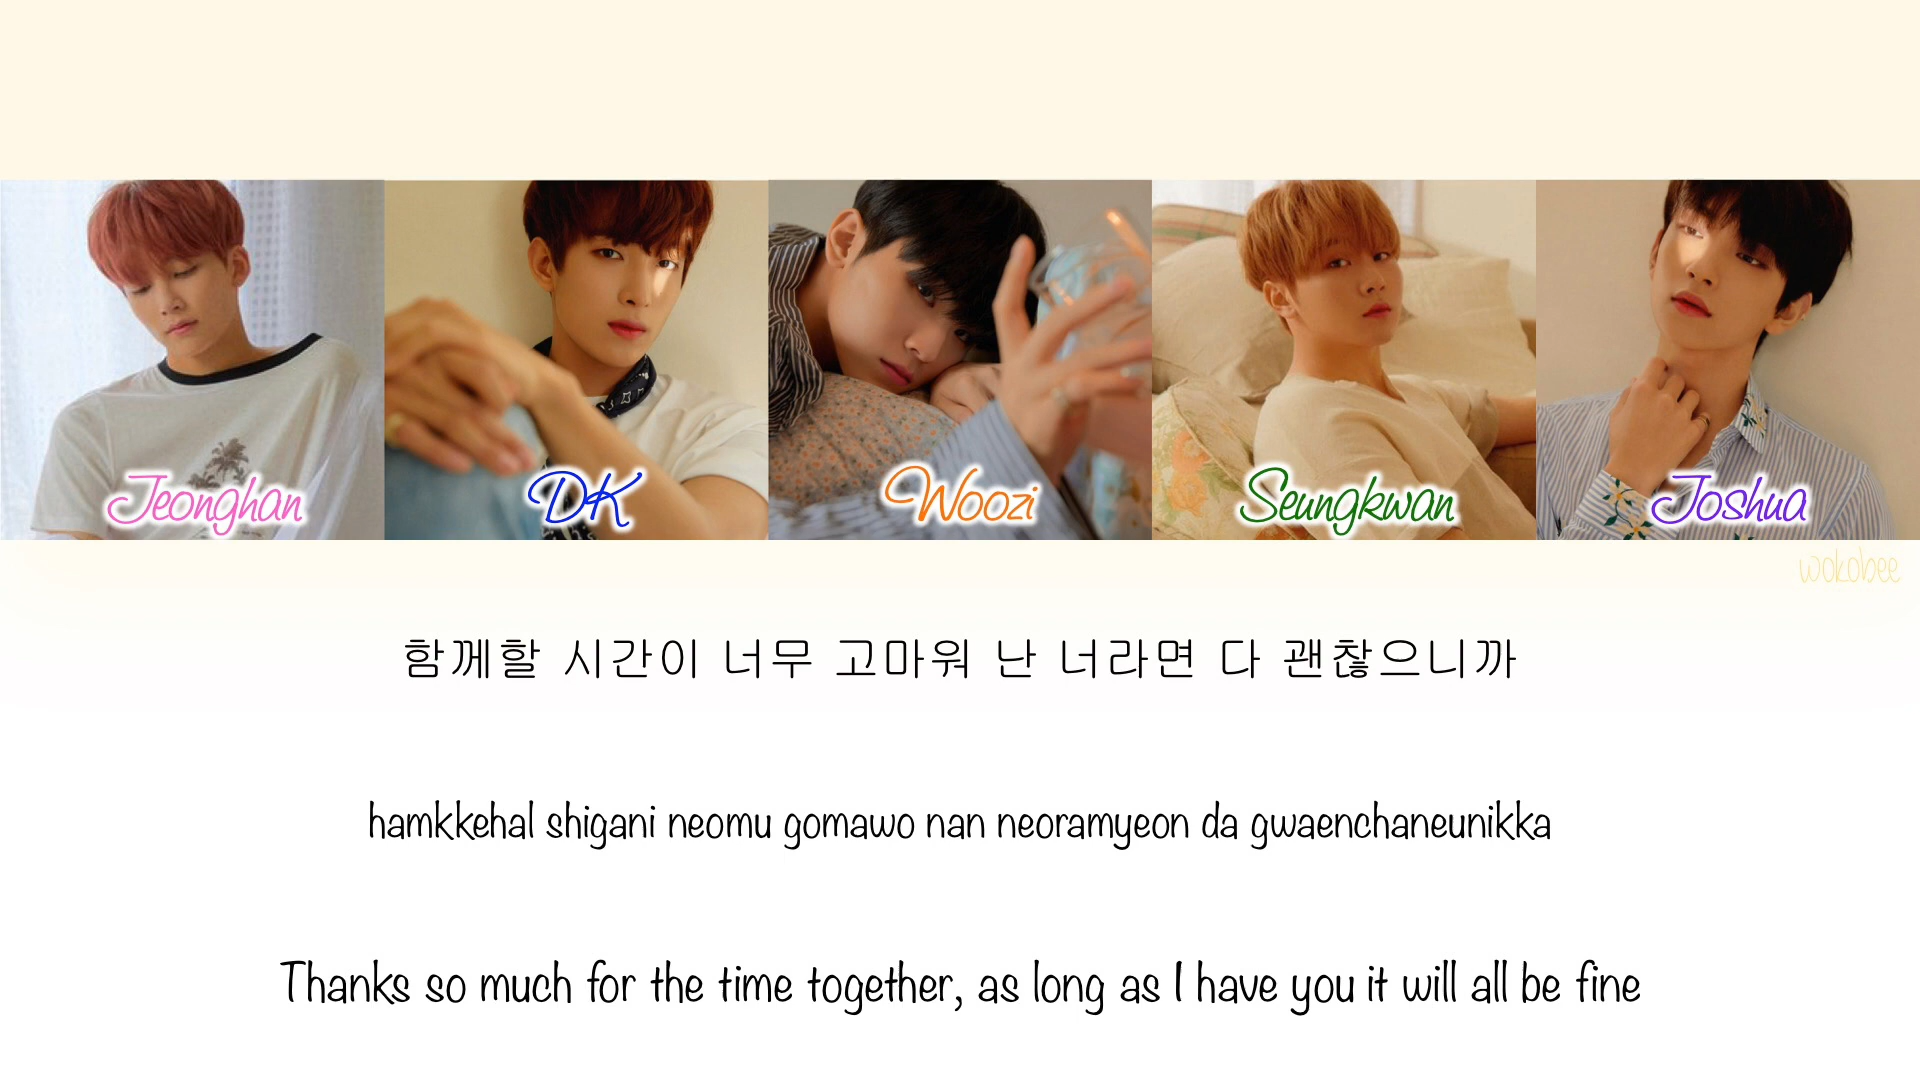 Jeonghan DK Woozi Seungkwan Joshua
wokobee
함께할 시간이 너무 고마워 난 너라면 다 괜찮으니까
hamkkehal shigani neomu gomawo nan neoramyeon da gwaenchaneunikka
Thanks so much for the time together, as long as I have you it will all be fine